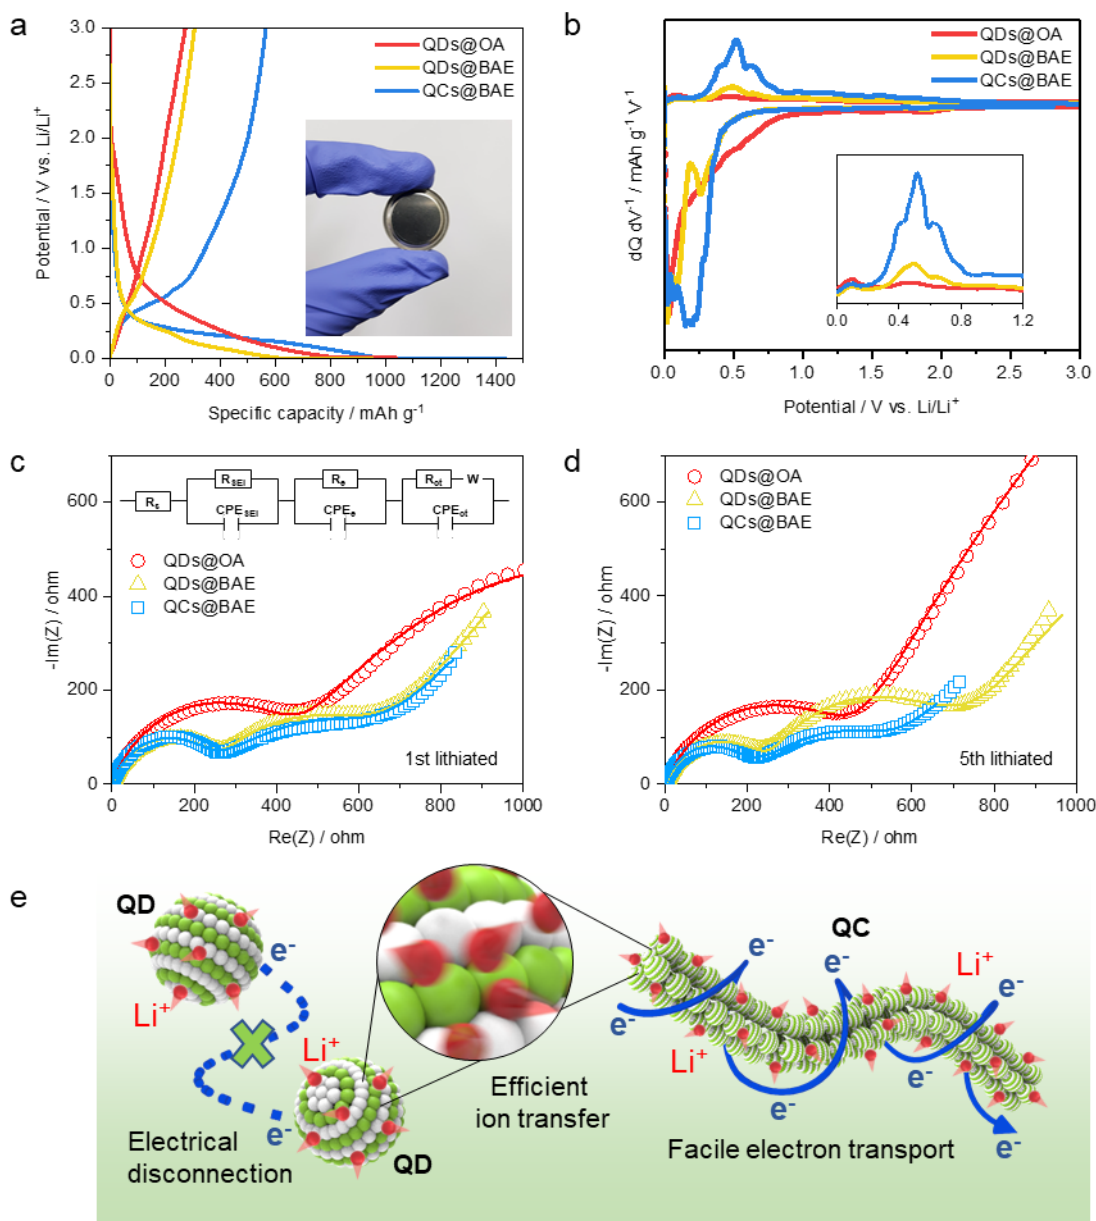 a
3.0
2.5
2.0
1.5
1.0
0.5
0.0
0
200
400
600
800
1000
1400
Potential / V vs. Li/Li⁺
Specific capacity / mAh g⁻¹
QDs@OA
QDs@BAE
QCs@BAE
b
QDs@OA
QDs@BAE
QCs@BAE
dQ dV⁻¹ / mAh g⁻¹ V⁻¹
0.0
0.4
0.8
1.2
0.0
0.5
1.0
1.5
2.0
2.5
3.0
Potential / V vs. Li/Li⁺
c
Rs
RSEI
CPESEI
Re
CPEe
Rct
W
CPEct
QDs@OA
QDs@BAE
QCs@BAE
600
400
200
0
-Im(Z) / ohm
1st lithiated
0
200
400
600
800
1000
Re(Z) / ohm
d
QDs@OA
QDs@BAE
QCs@BAE
600
400
200
0
-Im(Z) / ohm
5th lithiated
0
200
400
600
800
1000
Re(Z) / ohm
e
QD
e⁻
Li⁺
Li⁺
e⁻
QD
Electrical
disconnection
Efficient
ion transfer
QC
e⁻
e⁻
Li⁺
e⁻
e⁻
Li⁺
e⁻
e⁻
e⁻
Facile electron transport